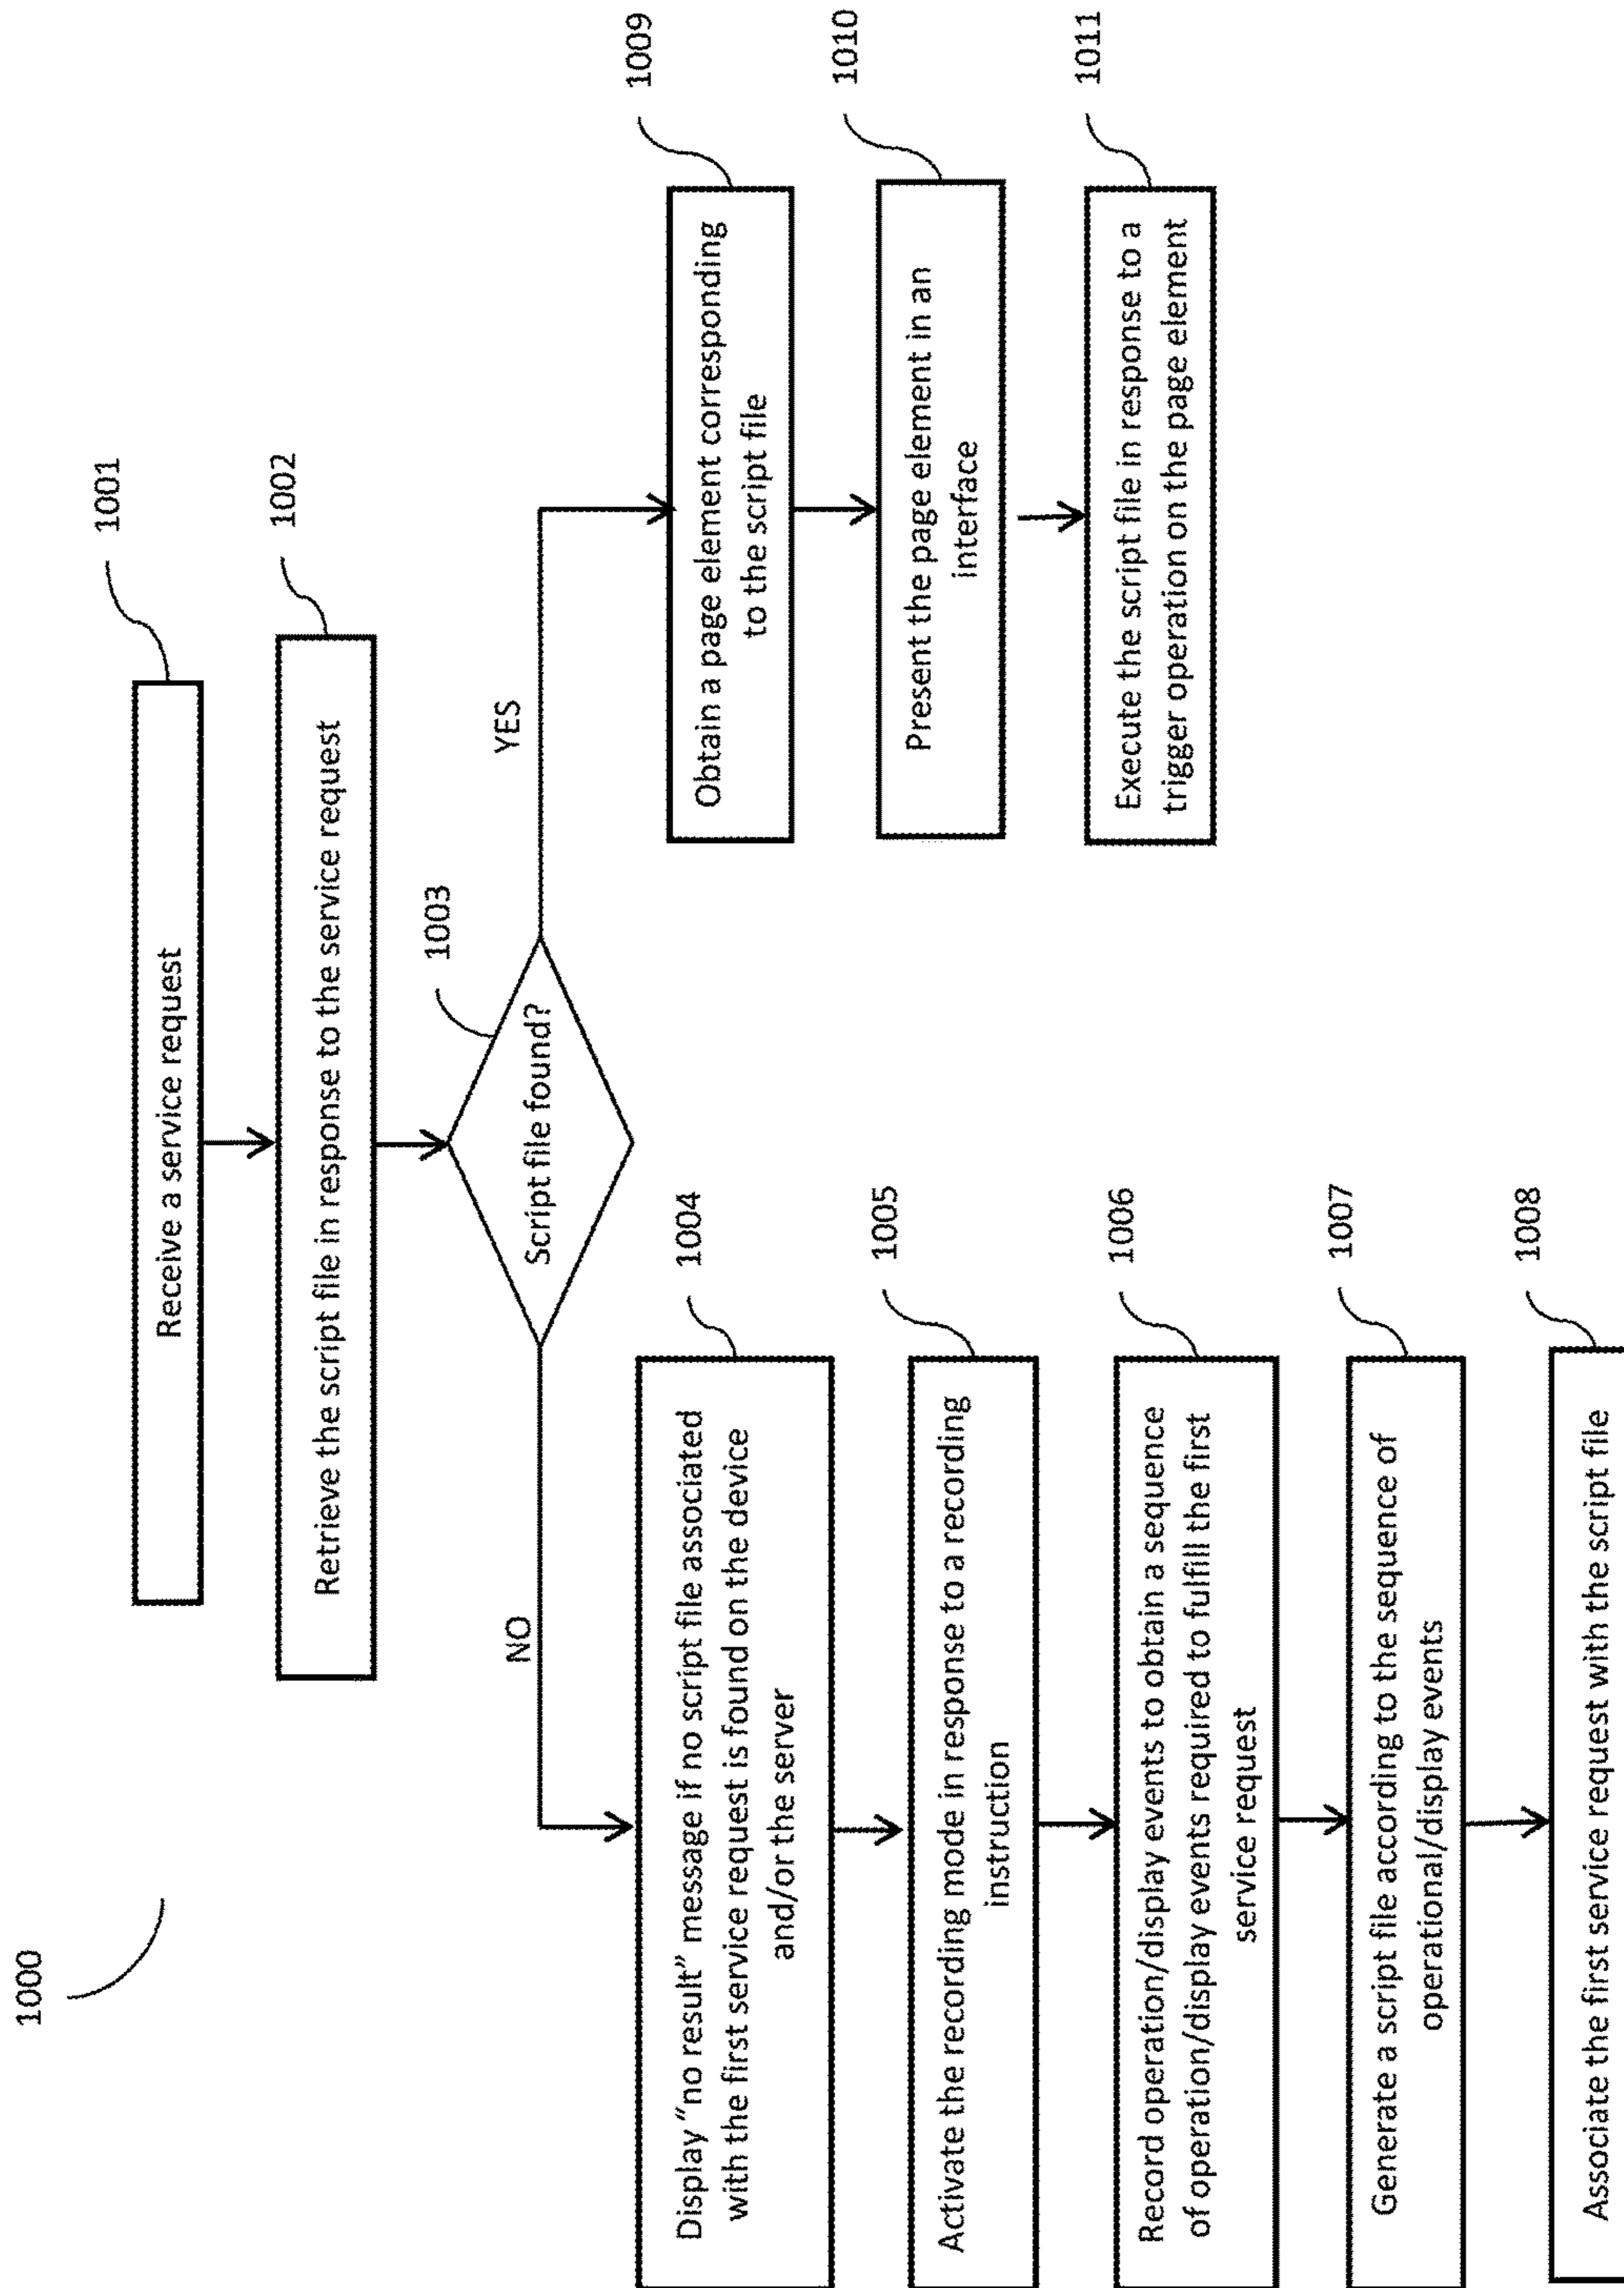 1000
1001
Receive a service request
1002
Retrieve the script file in response to the service request
1003
Script file found?
NO
YES
1004
Display “no result” message if no script file associated
with the first service request is found on the device
and/or the server
1005
Activate the recording mode in response to a recording
instruction
1006
Record operation/display events to obtain a sequence
of operation/display events required to fulfill the first
service request
1007
Generate a script file according to the sequence of
operational/display events
1008
Associate the first service request with the script file
1009
Obtain a page element corresponding
to the script file
1010
Present the page element in an
interface
1011
Execute the script file in response to a
trigger operation on the page element